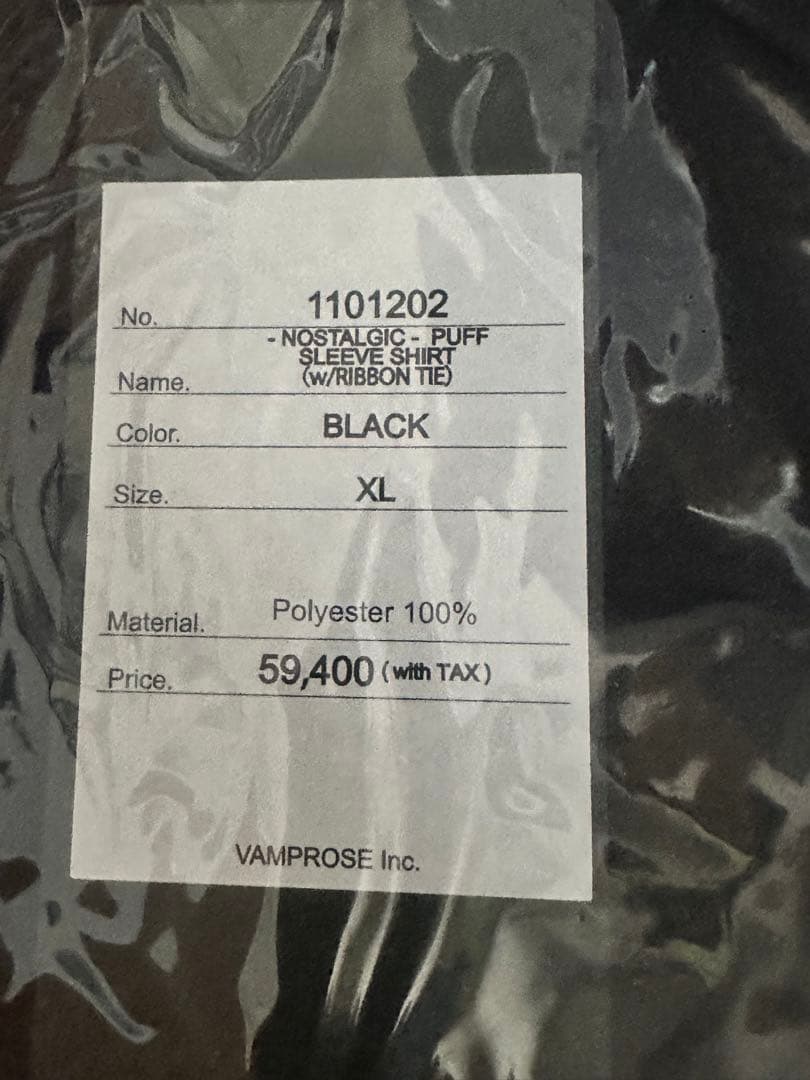 No. 1101202
- NOSTALGIC - PUFF
SLEEVE SHIRT
Name. (w/RIBBON TIE)
Color. BLACK
Size. XL
Material. Polyester 100%
Price. 59,400 (with TAX)
VAMPROSE Inc.